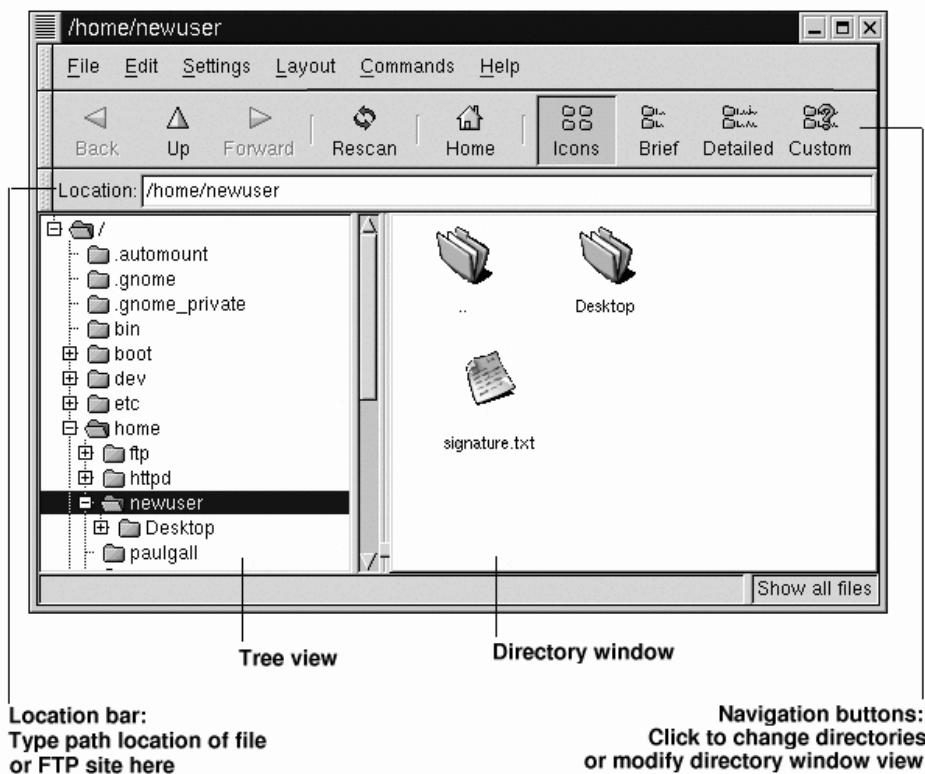 /home/newuser
File Edit Settings Layout Commands Help
Back Up Forward Rescan Home Icons Brief Detailed Custom
Location: /home/newuser
/
.automount
.gnome
.gnome_private
bin
boot
dev
etc
home
ftp
httpd
newuser
Desktop
paulgall
..
Desktop
signature.txt
Show all files
Tree view
Directory window
Location bar:
Type path location of file
or FTP site here
Navigation buttons:
Click to change directories
or modify directory window view